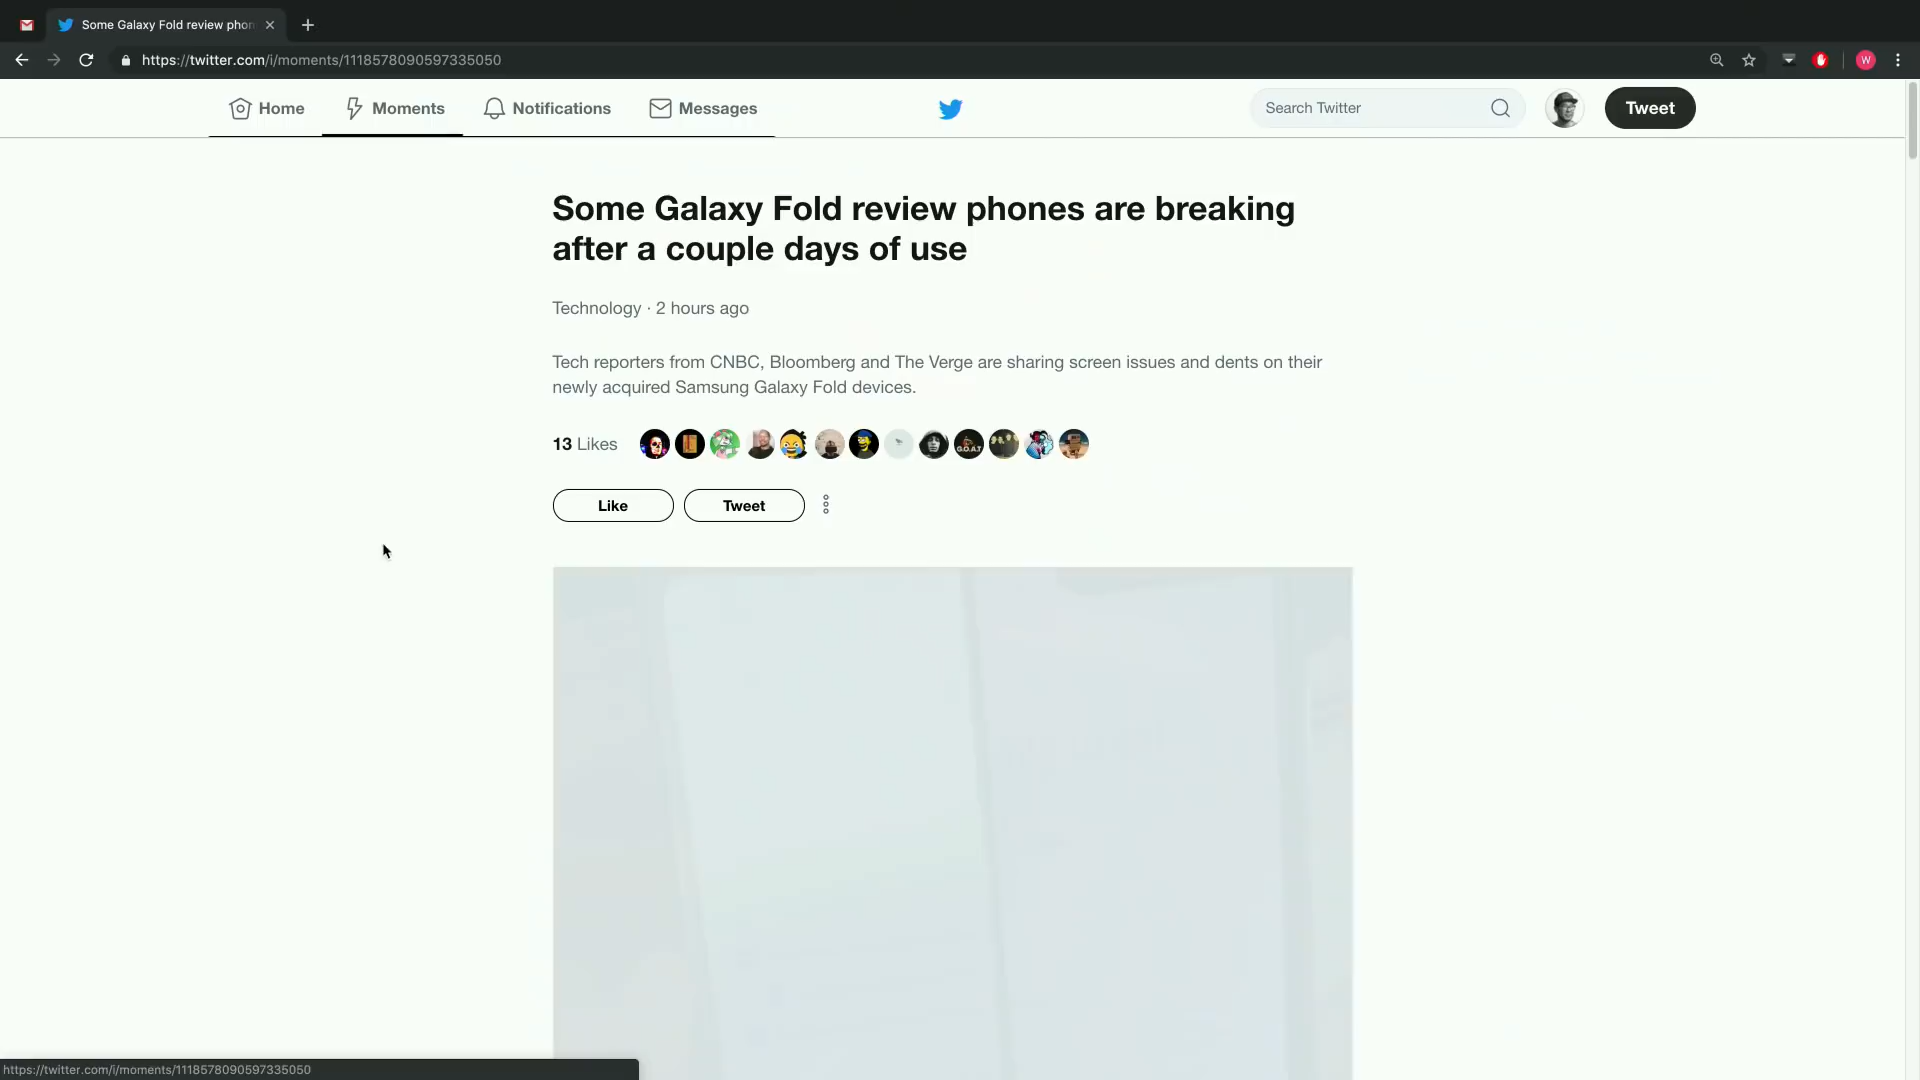 Some Galaxy Fold review phon
https://twitter.com/i/moments/1118578090597335050
W
Home
Moments
Notifications
Messages
Search Twitter
Tweet
Some Galaxy Fold review phones are breaking
after a couple days of use
Technology · 2 hours ago
Tech reporters from CNBC, Bloomberg and The Verge are sharing screen issues and dents on their
newly acquired Samsung Galaxy Fold devices.
13 Likes
G.O.A.T
Like
Tweet
https://twitter.com/i/moments/1118578090597335050